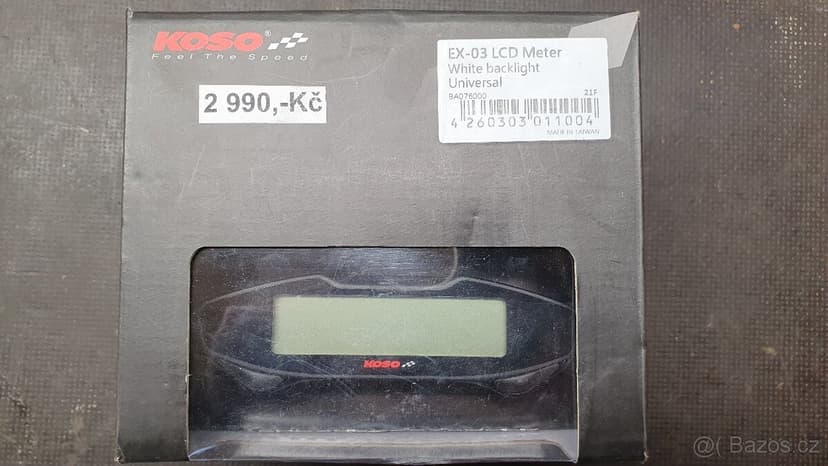 KOSO®
Feel The Speed
2 990,-Kč
EX-03 LCD Meter
White backlight
Universal
BA076000 21F
4 260303 011004
MADE IN TAIWAN
KOSO
@( Bazos.cz